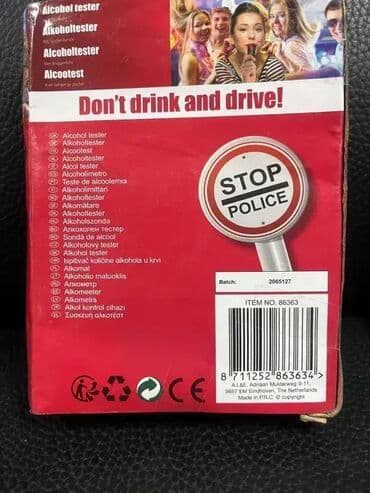 Alcohol tester
Alkoholtester
Alcoholtester
Alcootest
Don't drink and drive!
Alcohol tester
Alkoholtester
Alcootest
Alcoholtester
Alcol tester
Alcoholimetro
Teste de alcoolemia
Alkoholimittari
Alkoholtester
Alkomätare
Alkoholtester
Alkoholszonda
Алкохолен тестер
Sondă de alcool
Alkoholový tester
Alkohol tester
Ispitivač količine alkohola u krvi
Alkomat
Alkoholio matuoklis
Алкометр
Alkomeeter
Alkometrs
Alkol kontrol cihazı
Συσκευή αλκοτέστ
STOP
POLICE
Batch: 2065127
ITEM NO. 86363
8 711252 863634 >
A.I.&E. Adriaan Mulderweg 9-11,
5657 EM Eindhoven, The Netherlands
Made in P.R.C. © copyright
CE